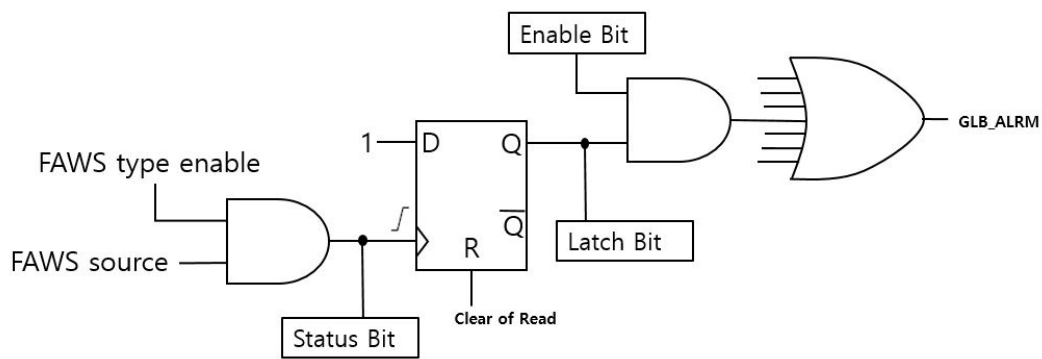 Enable Bit
GLB_ALRM
1
D
Q
FAWS type enable
Q
Latch Bit
R
FAWS source
Clear of Read
Status Bit